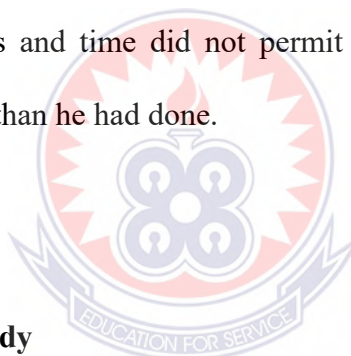 s and time did not permit
than he had done.
dy
EDUCATION FOR SERVICE